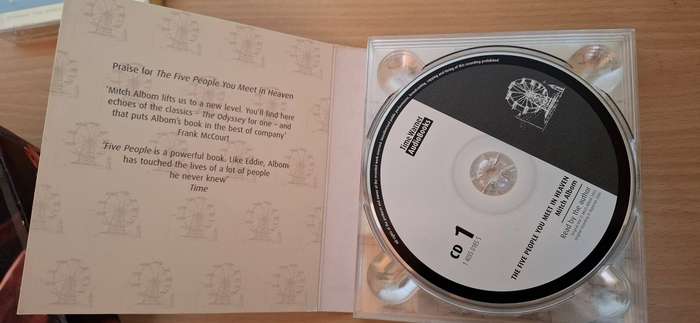 Praise for The Five People You Meet in Heaven
'Mitch Albom lifts us to a new level. You'll find here
echoes of the classics – The Odyssey for one – and
that puts Albom's book in the best of company'
Frank McCourt
'Five People is a powerful book. Like Eddie, Albom
has touched the lives of a lot of people
he never knew'
Time
Time Warner
AudioBooks
CD 1
THE FIVE PEOPLE YOU MEET IN HEAVEN
Mitch Albom
Read by the author